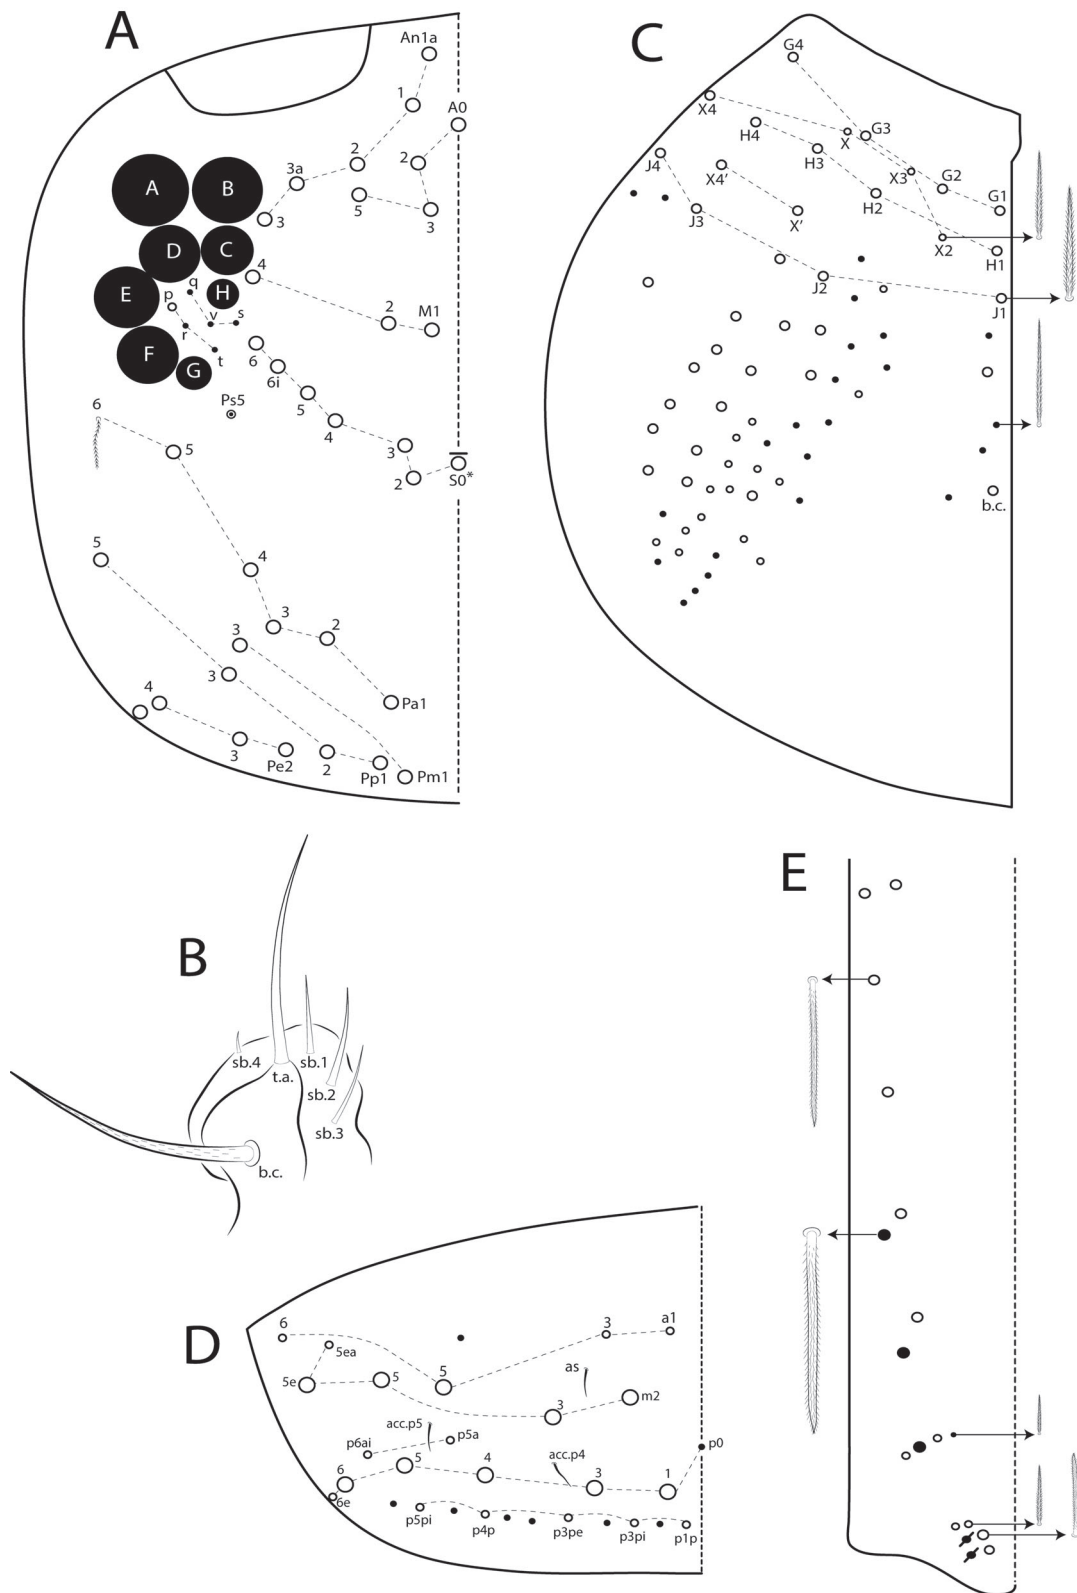 A
An1a
1
A0
2
2
3a
5
3
3
A
B
D
C
4
E
q
H
p
v
s
r
t
2
M1
F
G
6
6i
5
4
Ps5
3
2
S0*
6
5
5
4
3
2
3
3
Pa1
4
3
Pe2
2
Pp1
Pm1
C
G4
X4
H4
X
G3
H3
J4
X4′
X3
G2
G1
J3
X′
H2
X2
H1
J2
J1
b.c.
B
sb.4
t.a.
sb.1
sb.2
sb.3
b.c.
D
6
5ea
3
a1
5e
5
5
as
m2
3
acc.p5
p5a
p6ai
acc.p4
p0
6
5
4
3
1
6e
p5pi
p4p
p3pe
p3pi
p1p
E